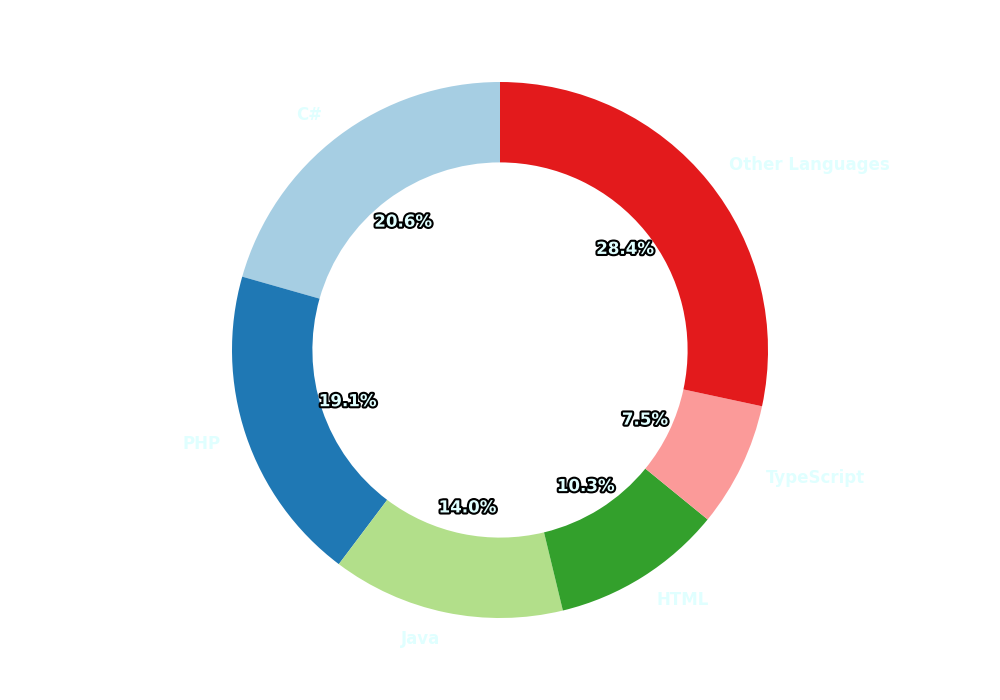 C#
Other Languages
20.6%
28.4%
19.1%
7.5%
PHP
TypeScript
10.3%
14.0%
HTML
Java